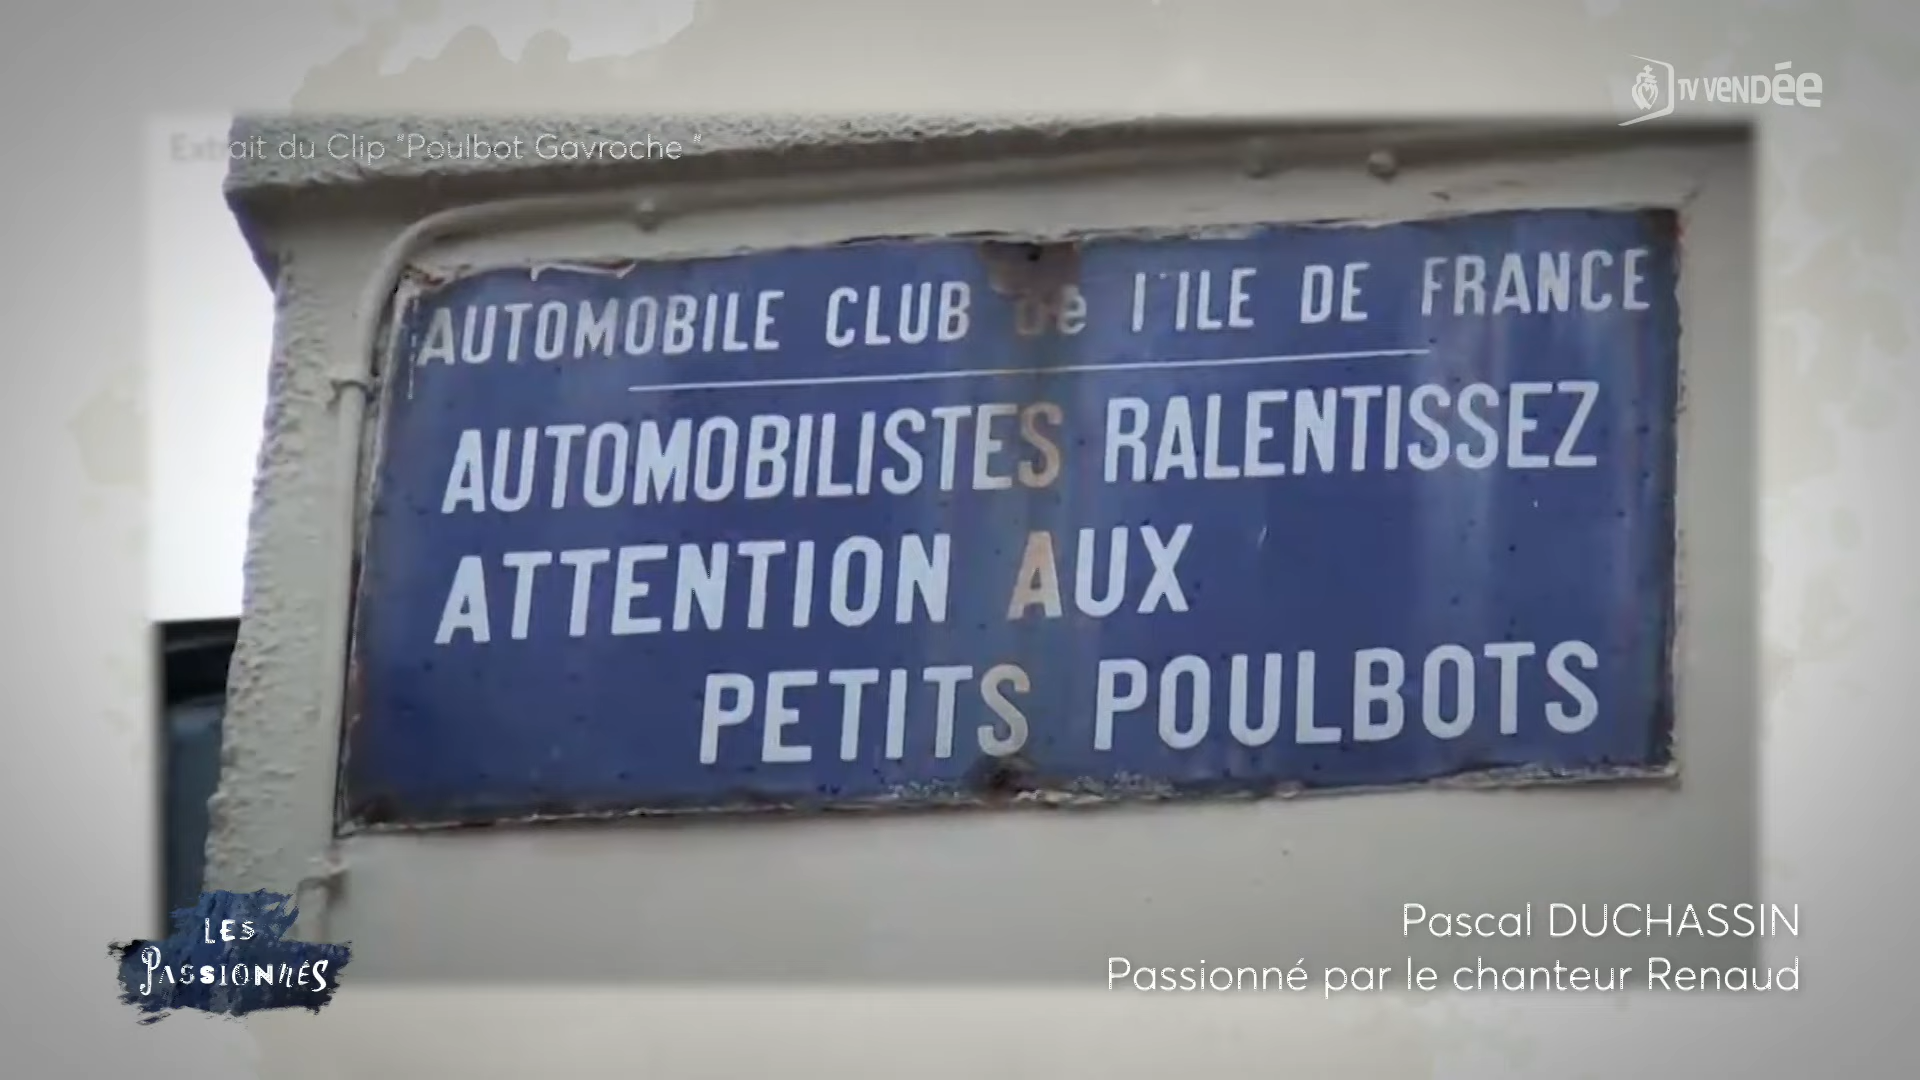 TV VENDÉE
Extrait du Clip "Poulbot Gavroche "
AUTOMOBILE CLUB de l'ILE DE FRANCE
AUTOMOBILISTES RALENTISSEZ
ATTENTION AUX
PETITS POULBOTS
LES
PASSIONNÉS
Pascal DUCHASSIN
Passionné par le chanteur Renaud